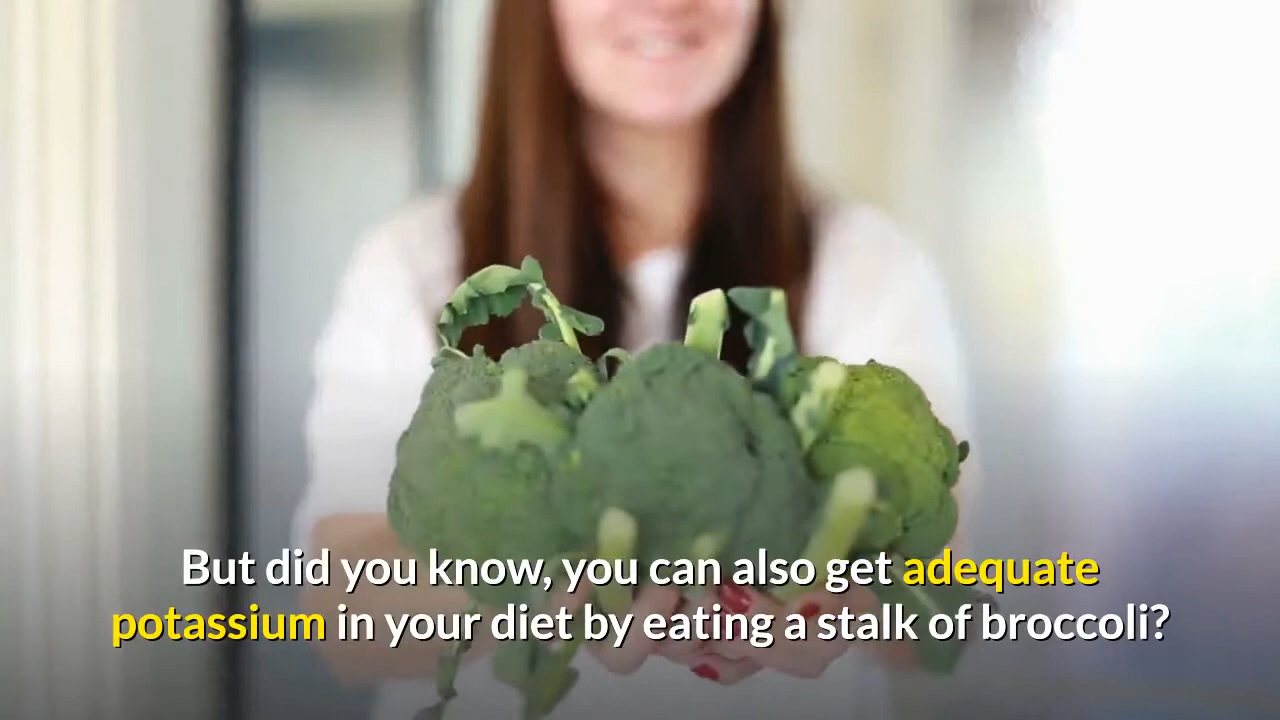 But did you know, you can also get adequate
potassium in your diet by eating a stalk of broccoli?